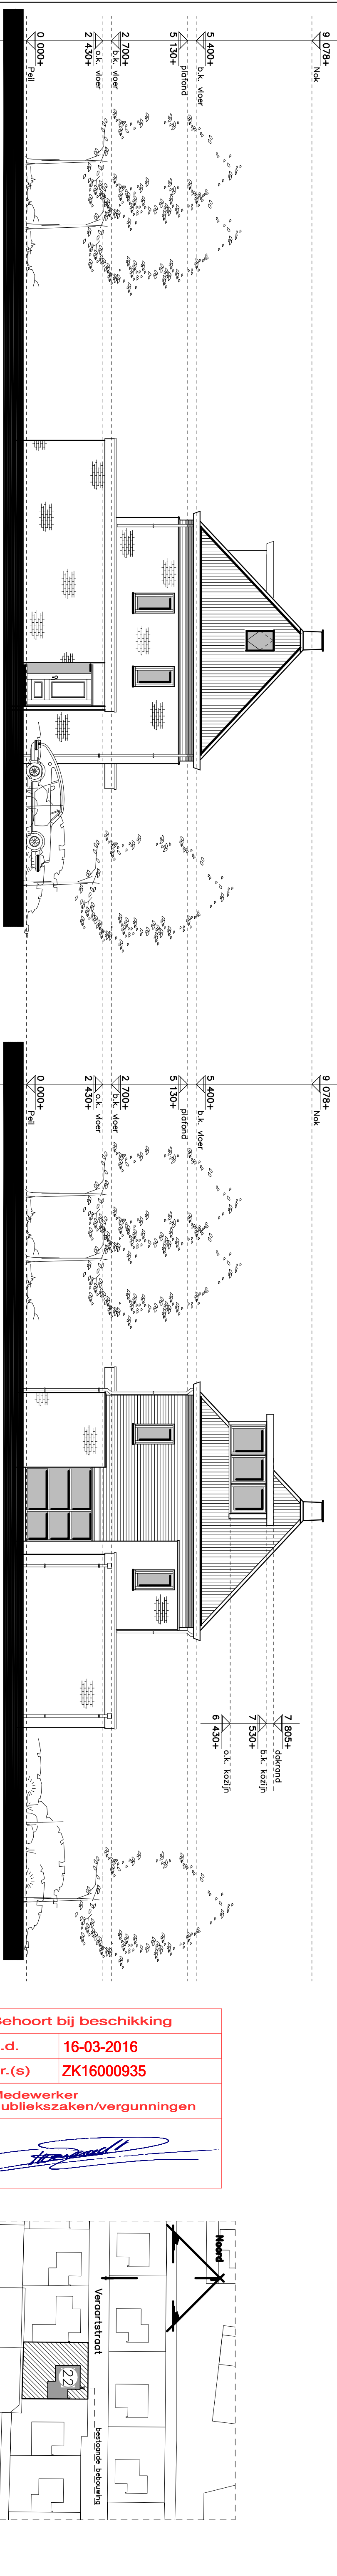 9 078+
Nok
5 400+
b.k. vloer
5 130+
plafond
2 700+
b.k. vloer
2 430+
o.k. vloer
0 000+
Peil
9 078+
Nok
5 400+
b.k. vloer
5 130+
plafond
2 700+
b.k. vloer
2 430+
o.k. vloer
0 000+
Peil
7 805+
dakrand
7 530+
b.k. kozijn
6 430+
o.k. kozijn
Behoort bij beschikking
.d. 16-03-2016
r.(s) ZK16000935
Medewerker
ubliekszaken/vergunningen
Noord
Veraartstraat
bestaande bebouwing
22